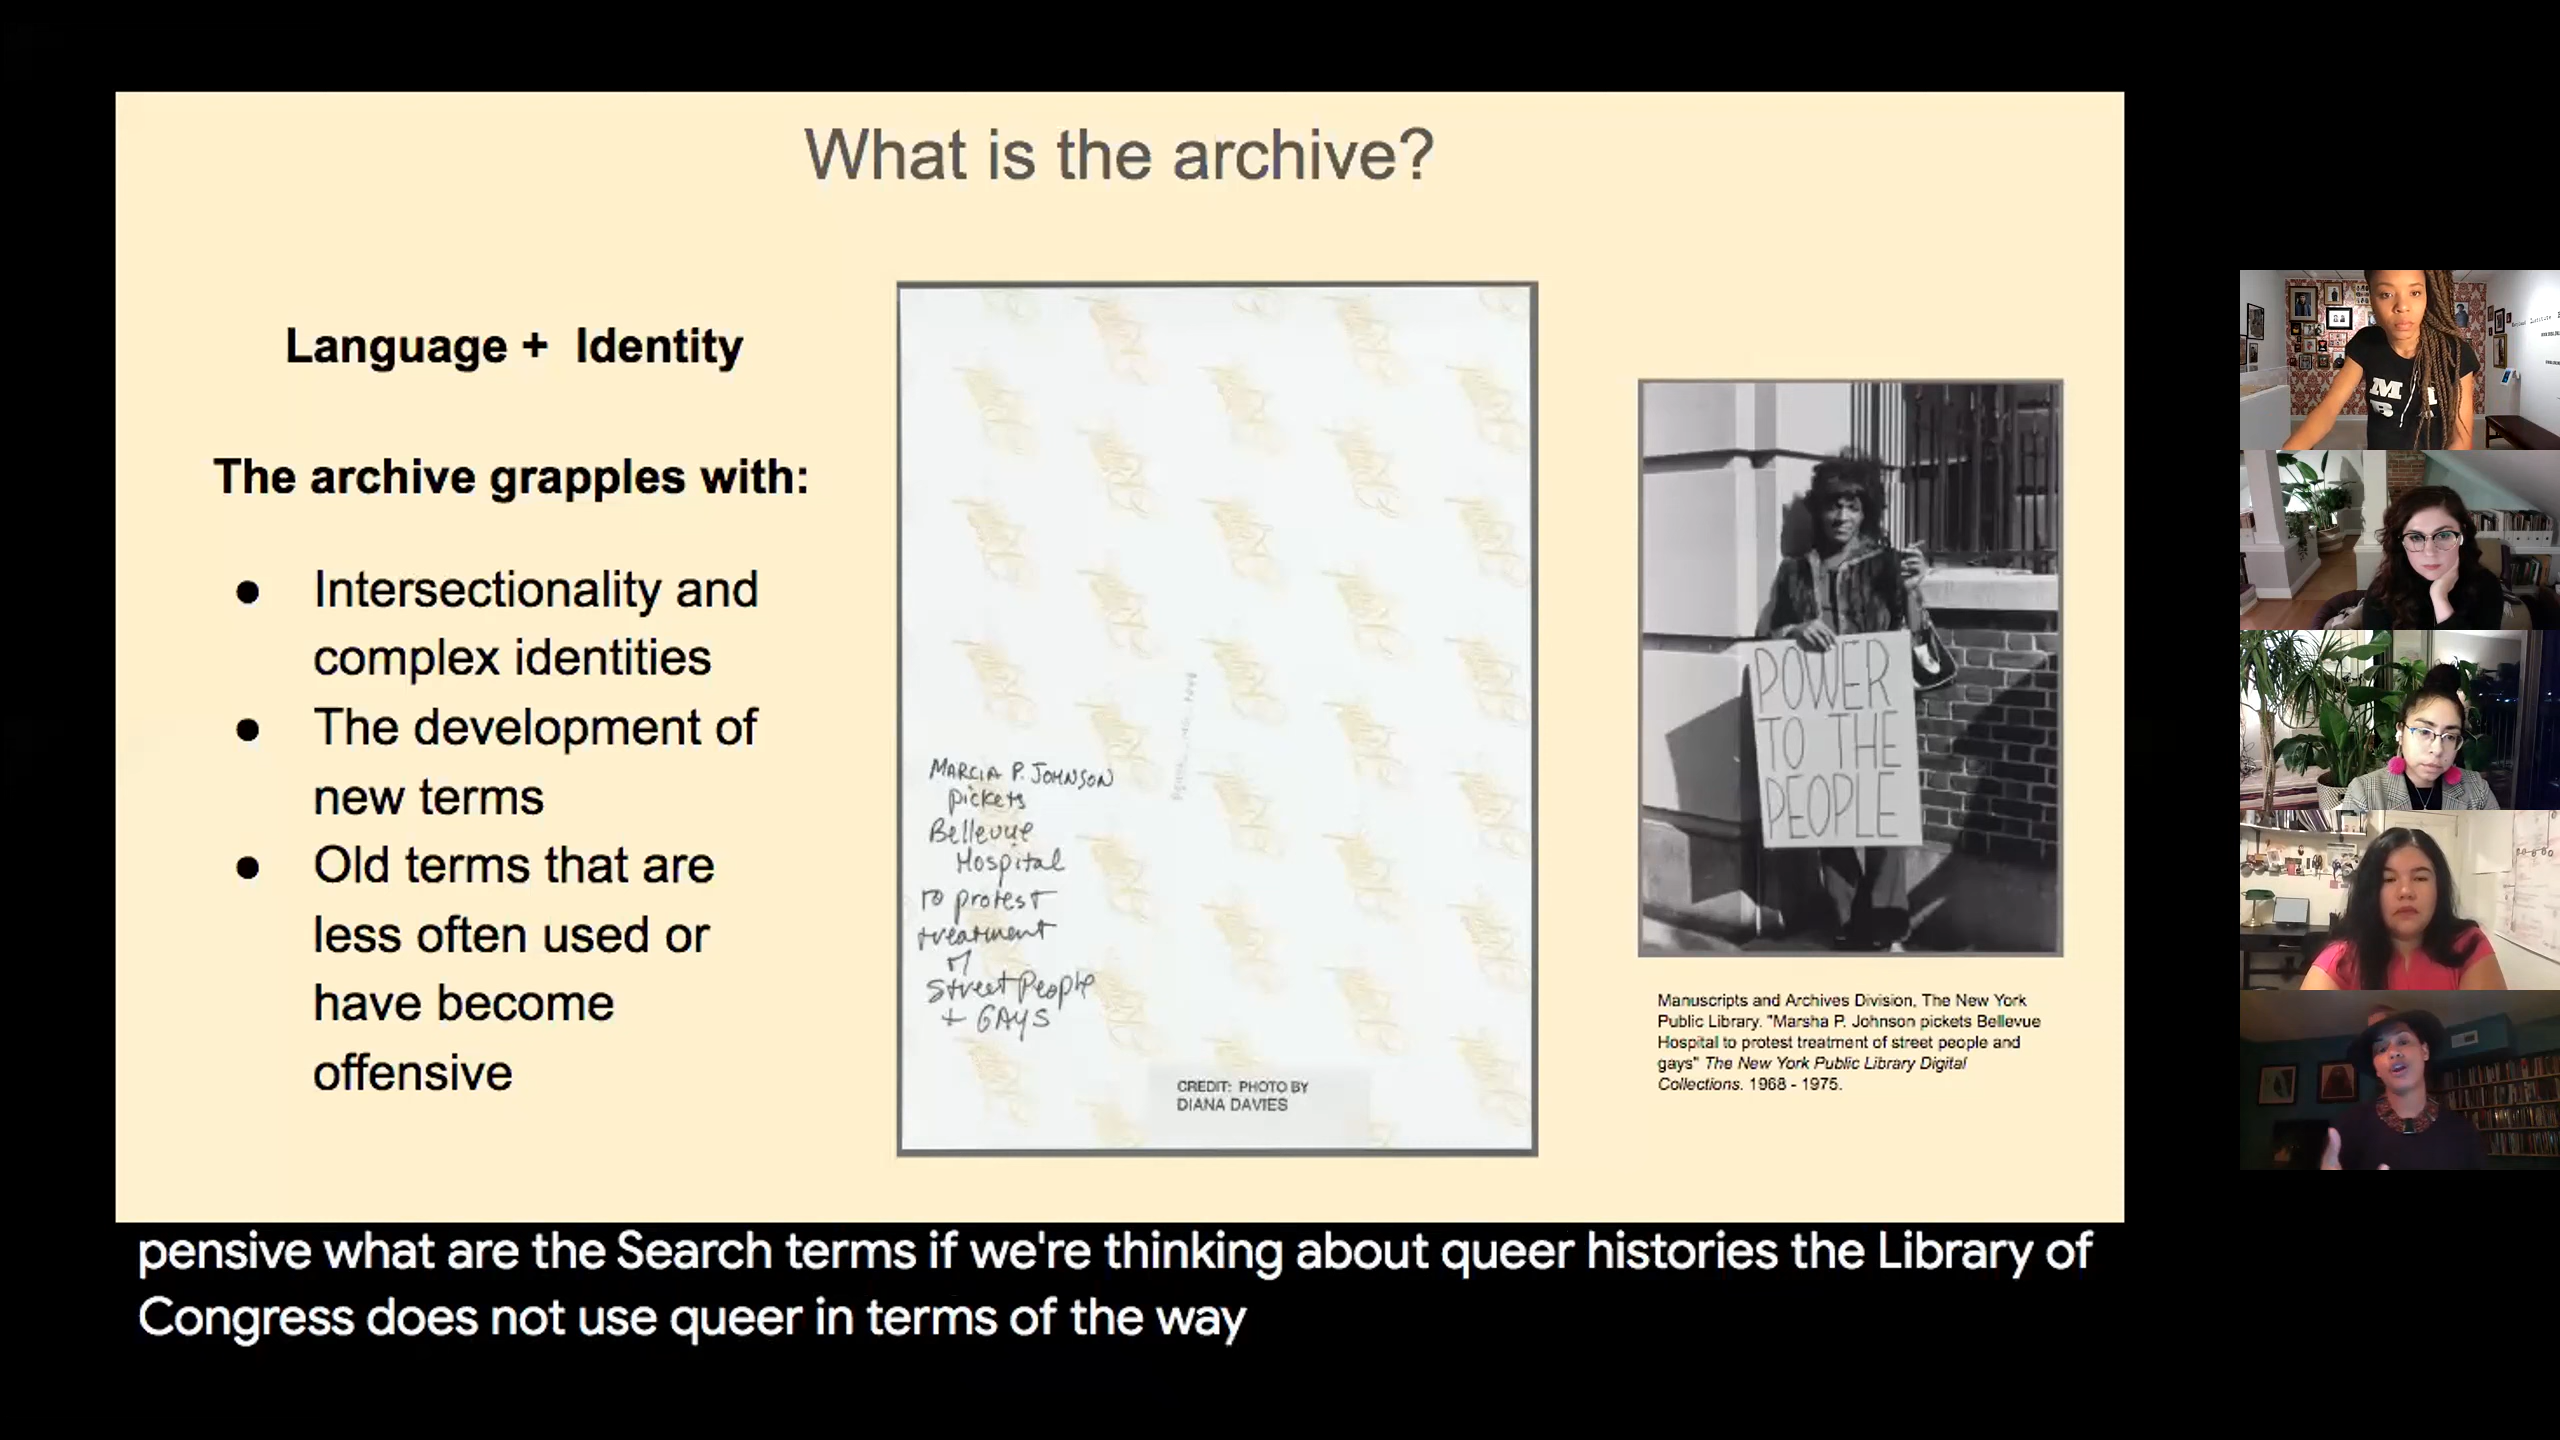 What is the archive?
Language + Identity
The archive grapples with:
● Intersectionality and
complex identities
● The development of
new terms
● Old terms that are
less often used or
have become
offensive
MARCIA P. JOHNSON
pickets
Bellevue
Hospital
to protest
treatment
of
Street People
+ GAYS
CREDIT: PHOTO BY
DIANA DAVIES
POWER
TO THE
PEOPLE
Manuscripts and Archives Division, The New York
Public Library. "Marsha P. Johnson pickets Bellevue
Hospital to protest treatment of street people and
gays" The New York Public Library Digital
Collections. 1968 - 1975.
M
B
pensive what are the Search terms if we're thinking about queer histories the Library of
Congress does not use queer in terms of the way